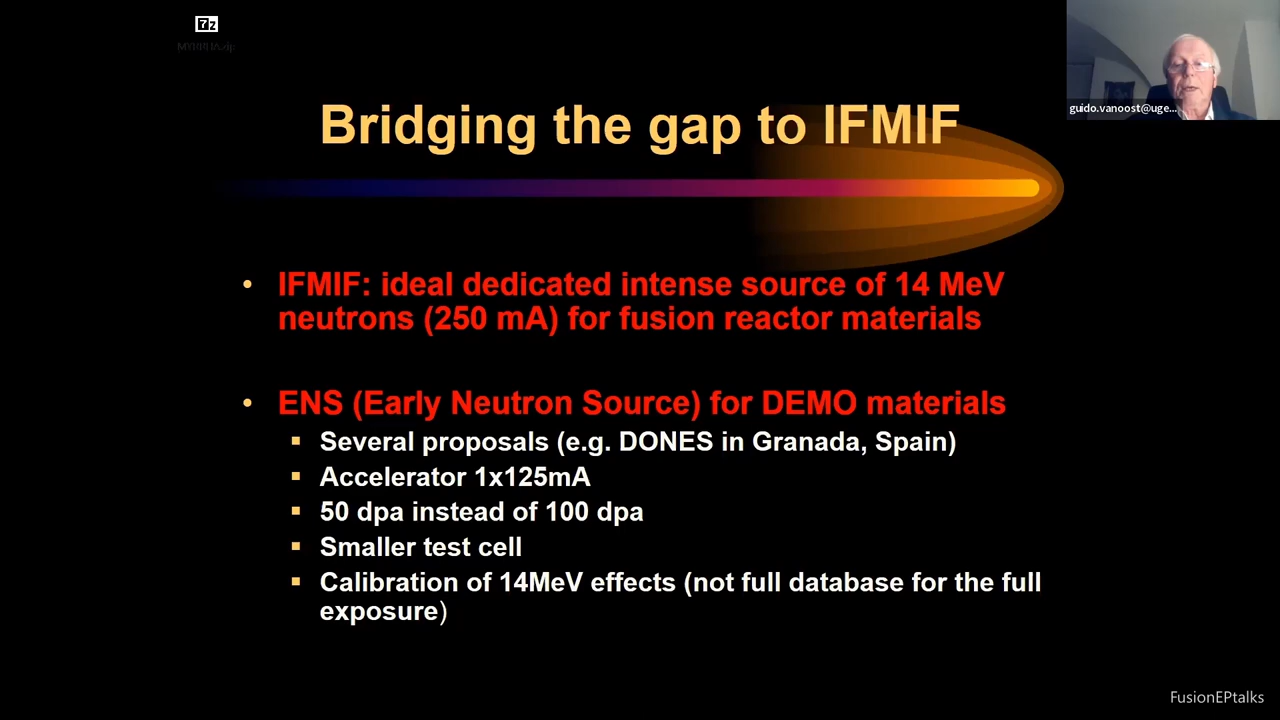 7z
MYRRHA.zip
guido.vanoost@uge...
Bridging the gap to IFMIF
• IFMIF: ideal dedicated intense source of 14 MeV
neutrons (250 mA) for fusion reactor materials
• ENS (Early Neutron Source) for DEMO materials
▪ Several proposals (e.g. DONES in Granada, Spain)
▪ Accelerator 1x125mA
▪ 50 dpa instead of 100 dpa
▪ Smaller test cell
▪ Calibration of 14MeV effects (not full database for the full
exposure)
FusionEPtalks